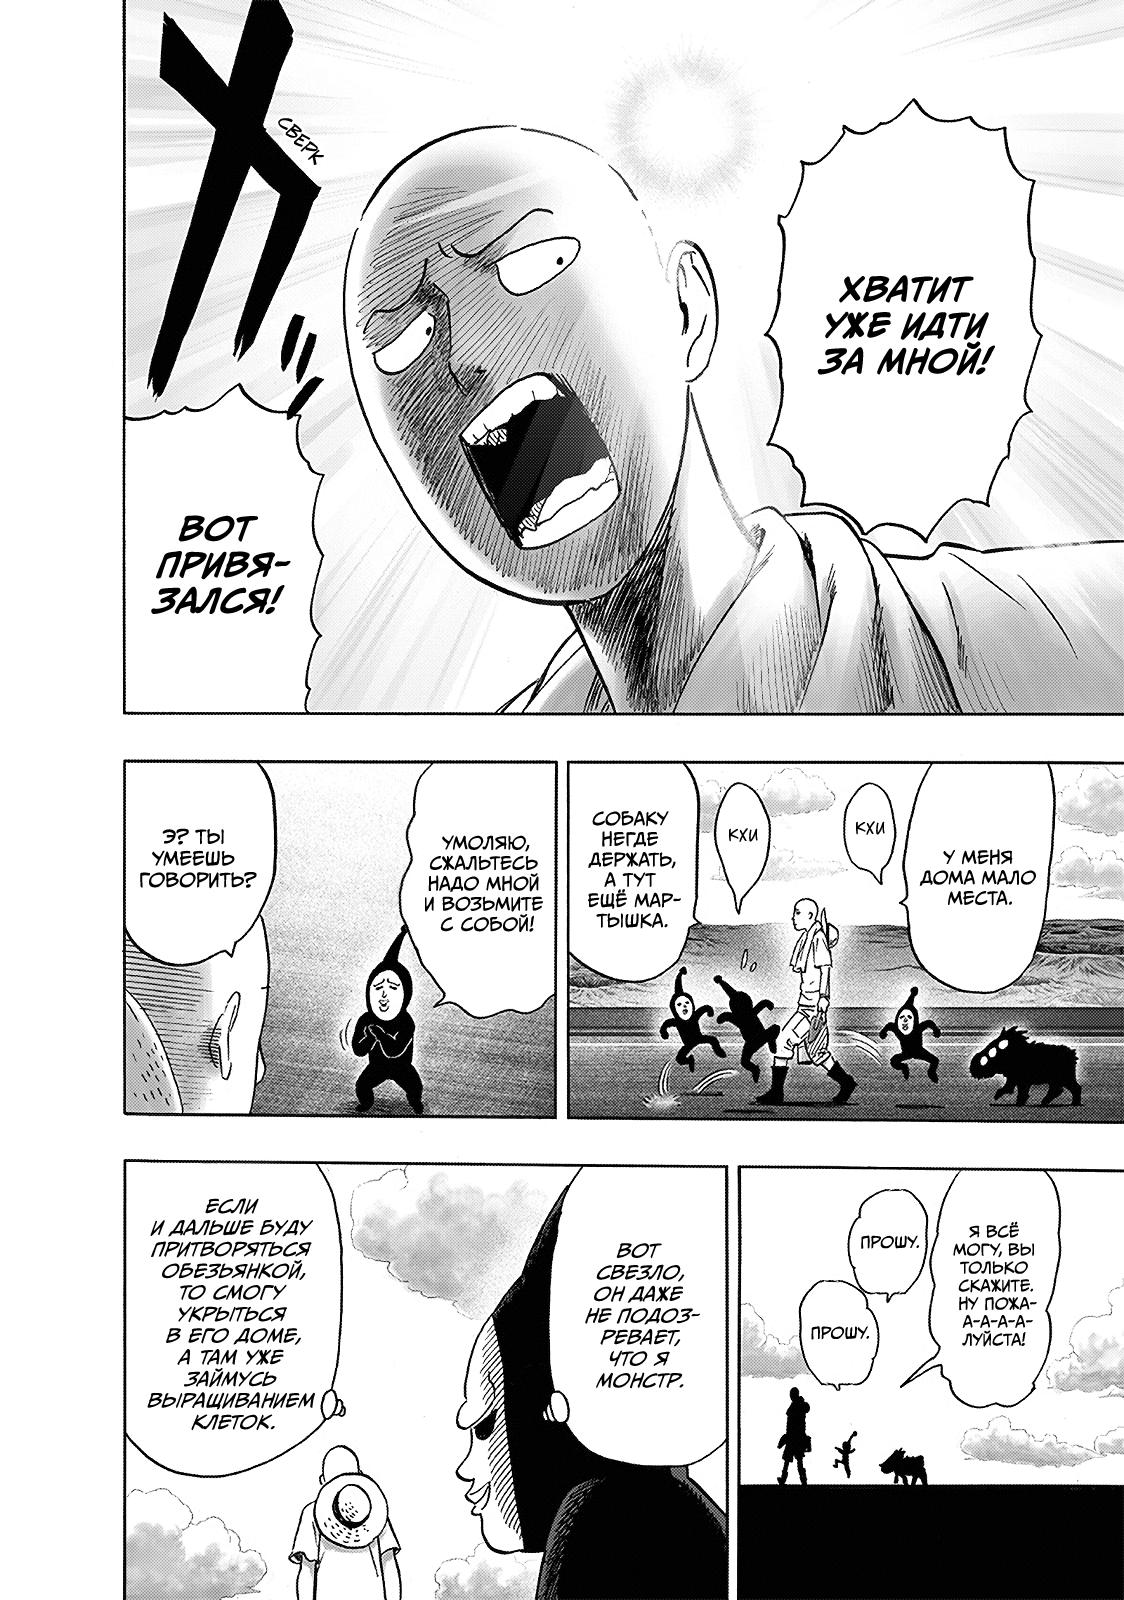 СВЕРК
ХВАТИТ
УЖЕ ИДТИ
ЗА МНОЙ!
ВОТ
ПРИВЯ-
ЗАЛСЯ!
У МЕНЯ
ДОМА МАЛО
МЕСТА.
КХИ
КХИ
СОБАКУ
НЕГДЕ
ДЕРЖАТЬ,
А ТУТ
ЕЩЁ МАР-
ТЫШКА.
УМОЛЯЮ,
СЖАЛЬТЕСЬ
НАДО МНОЙ
И ВОЗЬМИТЕ
С СОБОЙ!
Э? ТЫ
УМЕЕШЬ
ГОВОРИТЬ?
Я ВСЁ
МОГУ, ВЫ
ТОЛЬКО
СКАЖИТЕ.
НУ ПОЖА-
А-А-А-А-
ЛУЙСТА!
ПРОШУ.
ПРОШУ.
ВОТ
СВЕЗЛО,
ОН ДАЖЕ
НЕ ПОДОЗ-
РЕВАЕТ,
ЧТО Я
МОНСТР.
ЕСЛИ
И ДАЛЬШЕ БУДУ
ПРИТВОРЯТЬСЯ
ОБЕЗЬЯНКОЙ,
ТО СМОГУ
УКРЫТЬСЯ
В ЕГО ДОМЕ,
А ТАМ УЖЕ
ЗАЙМУСЬ
ВЫРАЩИВАНИЕМ
КЛЕТОК.